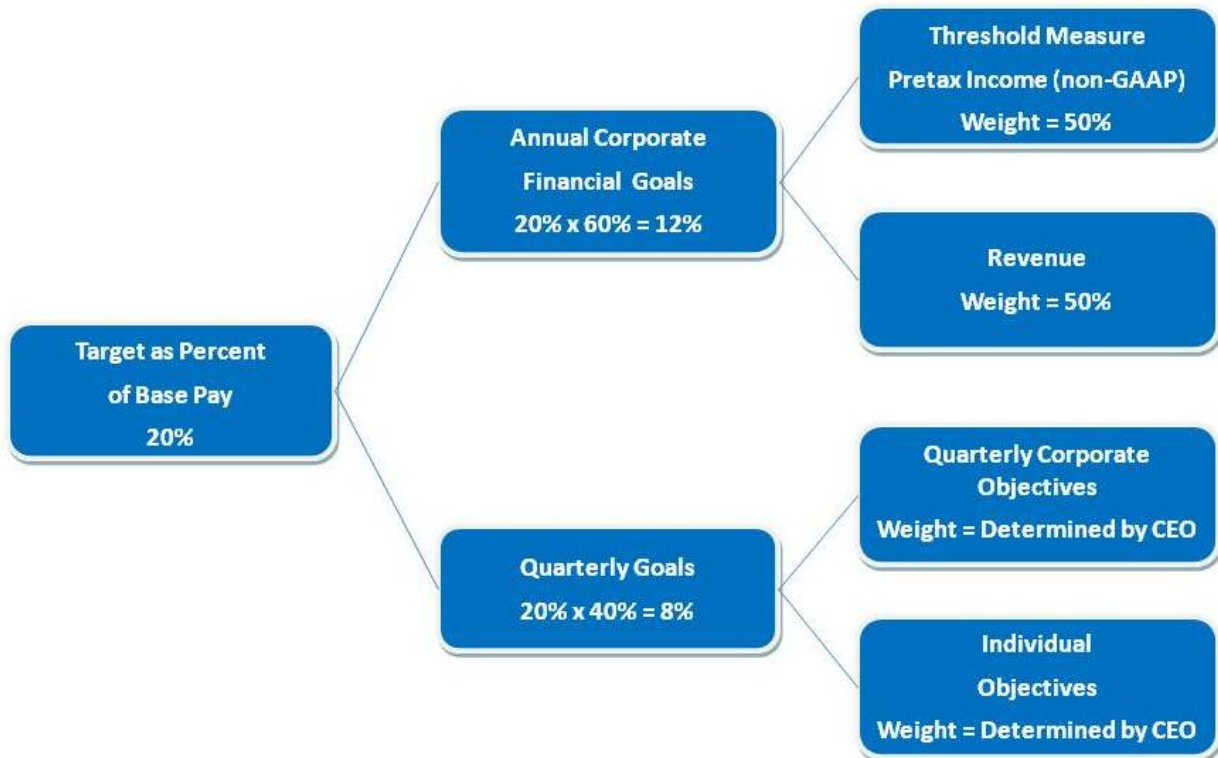 Target as Percent
of Base Pay
20%
Annual Corporate
Financial Goals
20% x 60% = 12%
Threshold Measure
Pretax Income (non-GAAP)
Weight = 50%
Revenue
Weight = 50%
Quarterly Goals
20% x 40% = 8%
Quarterly Corporate
Objectives
Weight = Determined by CEO
Individual
Objectives
Weight = Determined by CEO